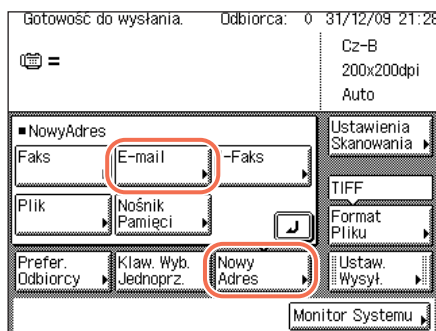 Gotowość do wysłania. Odbiorca: 0 31/12/09 21:28
Cz-B
=
200x200dpi
Auto
▪NowyAdres
Ustawienia
Skanowania
Faks E-mail -Faks
TIFF
Plik Nośnik
Pamięci
Format
Pliku
Prefer.
Odbiorcy
Klaw. Wyb.
Jednoprz.
Nowy
Adres
Ustaw.
Wysył.
Monitor Systemu